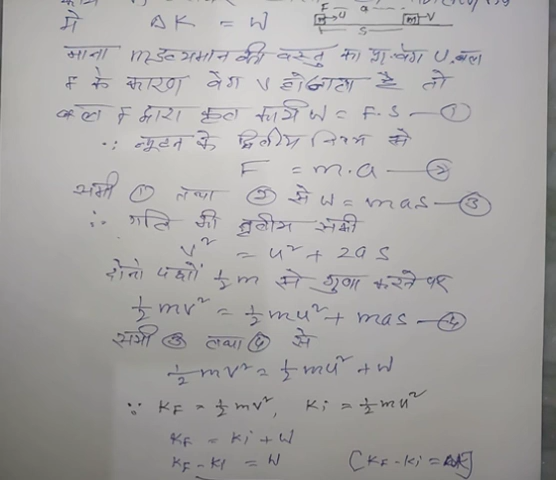 में ΔK = W
F a
m →U m →V
S
माना m द्रव्यमान की वस्तु का प्रा. वेग U, बल
F के कारण वेग V हो जाता है तो
बल F द्वारा कृत कार्य W = F.S —①
∵ न्यूटन के द्वितीय नियम से
F = m.a —②
समी ① तथा ② से W = mas —③
∵ गति की तृतीय समी
V² = u² + 2as
दोनों पक्षों ½m से गुणा करने पर
½mv² = ½mu² + mas —④
समी ③ तथा ④ से
½mv² = ½mu² + W
∵ KF = ½mv², Ki = ½mu²
KF = Ki + W
KF - Ki = W [KF - Ki = ΔK]